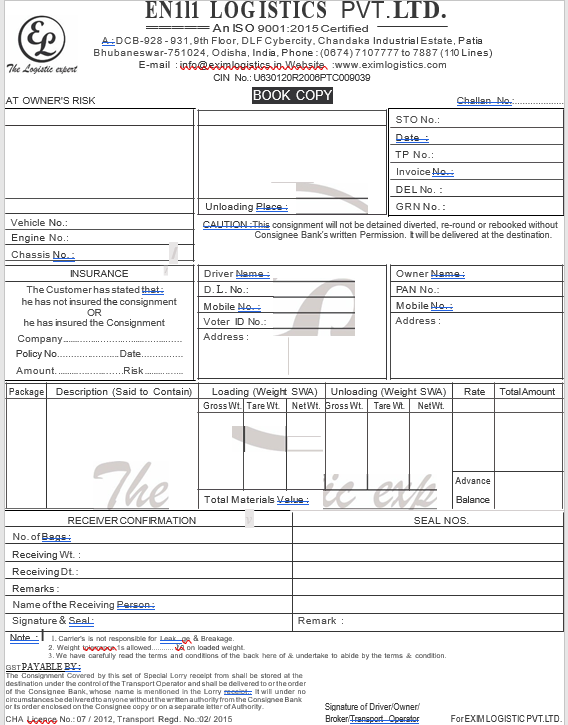 EN1l1 LOGISTICS PVT.LTD.
An ISO 9001:2015 Certified
A.: DCB-928 - 931, 9th Floor, DLF Cybercity, Chandaka Industrial Estate, Patia
Bhubaneswar-751024, Odisha, India, Phone : (0674) 7107777 to 7887 (110 Lines)
E-mail : info@eximlogistics.in Website :www.eximlogistics.com
CIN No.: U630120R2006PTC009039
The Logistic expert
AT OWNER'S RISK
BOOK COPY
Challan No:
STO No.:
Date :
TP No.:
Invoice No.:
DEL No. :
GRN No. :
Unloading Place :
Vehicle No.:
Engine No.:
Chassis No. :
CAUTION :This consignment will not be detained diverted, re-round or rebooked without
Consignee Bank's written Permission. It will be delivered at the destination.
INSURANCE
The Customer has stated that :
he has not insured the consignment
OR
he has insured the Consignment
Company
Policy No. Date
Amount Risk
Driver Name :
D.L. No.:
Mobile No. :
Voter ID No.:
Address :
Owner Name :
PAN No.:
Mobile No. :
Address :
Package Description (Said to Contain) Loading (Weight SWA) Unloading (Weight SWA) Rate Total Amount
Gross Wt. Tare Wt. Net Wt. Gross Wt. Tare Wt. Net Wt.
The ic exp
Advance
Balance
Total Materials Value :
RECEIVER CONFIRMATION SEAL NOS.
No. of Bags :
Receiving Wt. :
Receiving Dt. :
Remarks :
Name of the Receiving Person :
Signature & Seal : Remark :
Note : 1. Carrier's is not responsible for Leak ge & Breakage.
2. Weight tolerance 1s allowed on loaded weight.
3. We have carefully read the terms and conditions of the back here of & undertake to abide by the terms & condition.
GST PAYABLE BY :
The Consignment Covered by this set of Special Lorry receipt from shall be stored at the
destination under the control of the Transport Operator and shall be delivered to or the order
of the Consignee Bank, whose name is mentioned in the Lorry receipt. It will under no
circumstances be delivered to anyone without the written authority from the Consignee Bank
or its order enclosed on the Consignee copy or on a separate letter of Authority.
CHA Licence No.: 07 / 2012, Transport Regd. No.:02/ 2015
Signature of Driver/Owner/
Broker/Transport Operator
For EXIM LOGISTICS PVT.LTD.